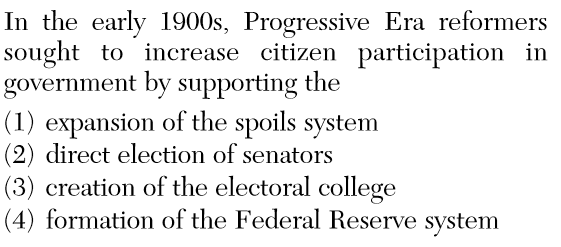 In the early 1900s, Progressive Era reformers
sought to increase citizen participation in
government by supporting the
(1) expansion of the spoils system
(2) direct election of senators
(3) creation of the electoral college
(4) formation of the Federal Reserve system